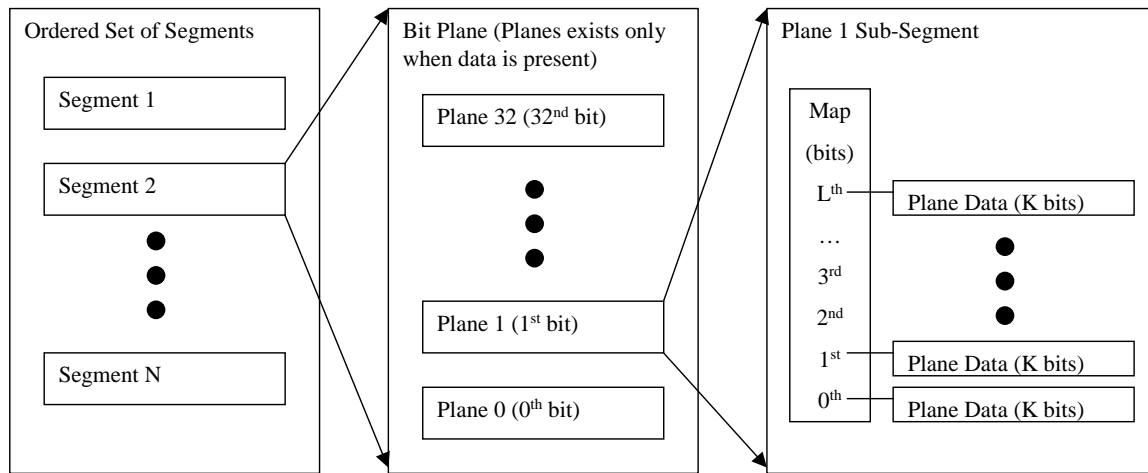 Ordered Set of Segments
Segment 1
Segment 2
Segment N
Bit Plane (Planes exists only
when data is present)
Plane 32 (32nd bit)
Plane 1 (1st bit)
Plane 0 (0th bit)
Plane 1 Sub-Segment
Map
(bits)
Lth
…
3rd
2nd
1st
0th
Plane Data (K bits)
Plane Data (K bits)
Plane Data (K bits)